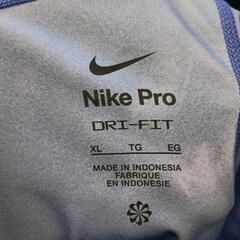 Nike Pro
DRI-FIT
XL TG EG
MADE IN INDONESIA
FABRIQUE
EN INDONESIE